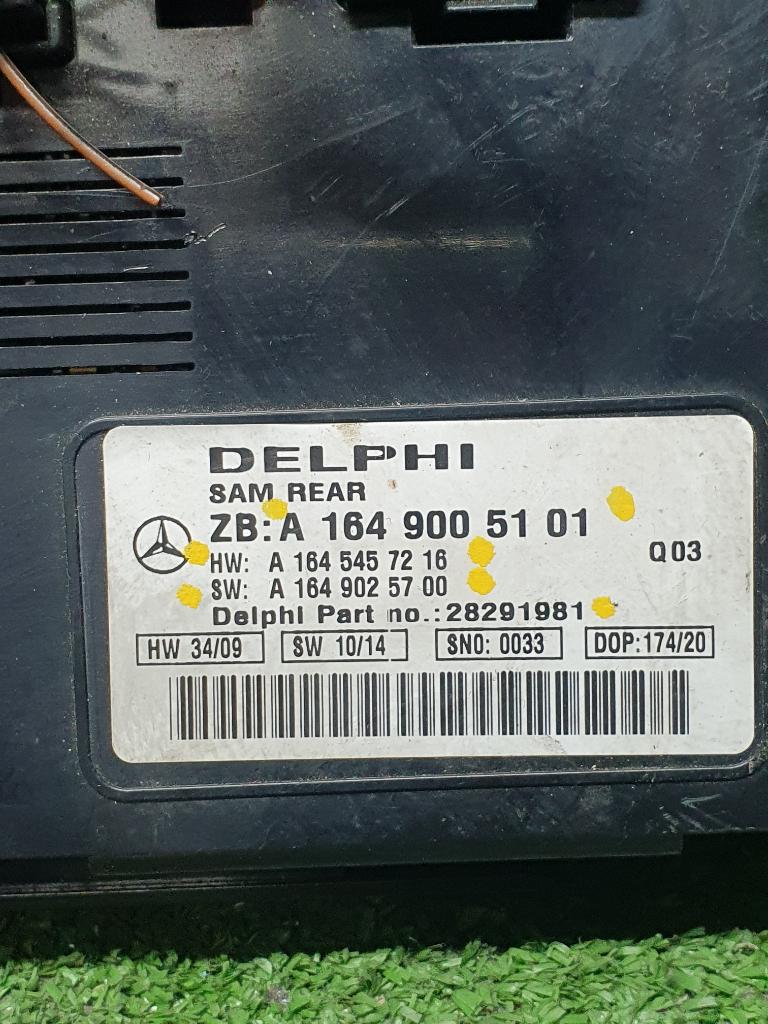 DELPHI
SAM REAR
ZB: A 164 900 51 01
HW: A 164 545 72 16
Q03
SW: A 164 902 57 00
Delphi Part no.:28291981
HW 34/09 SW 10/14 SNO: 0033 DOP:174/20